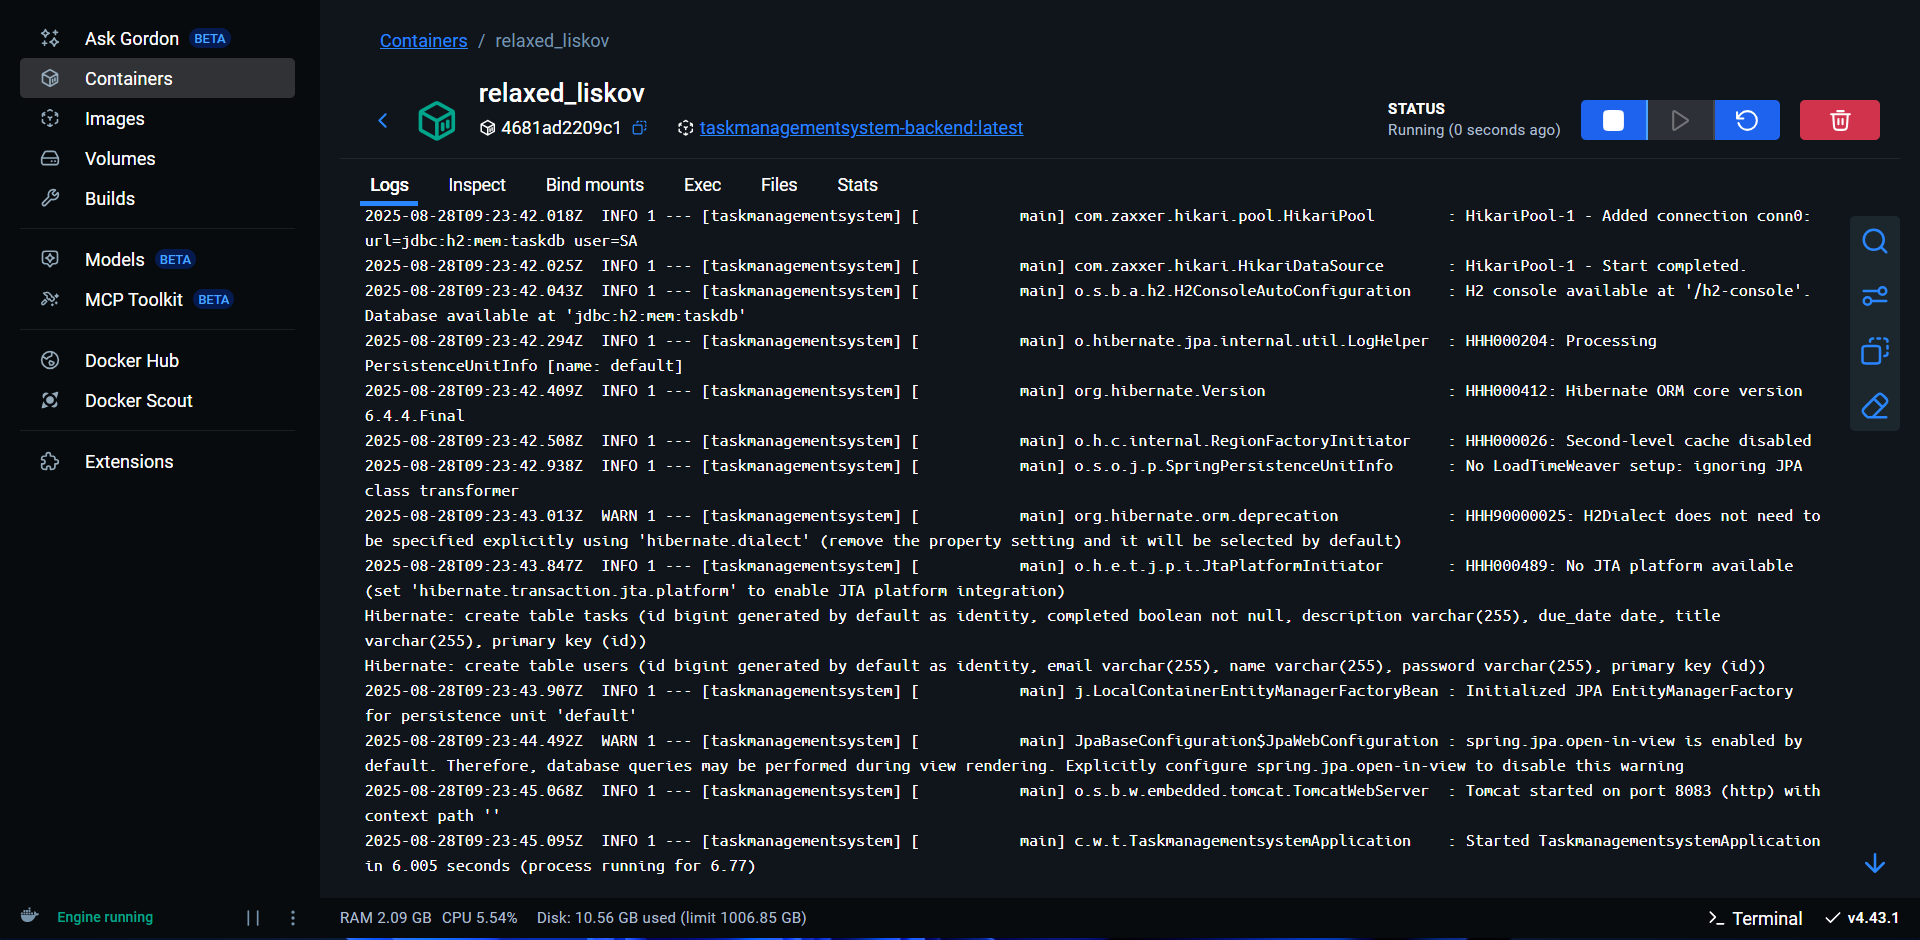 Ask Gordon BETA
Containers
Images
Volumes
Builds
Models BETA
MCP Toolkit BETA
Docker Hub
Docker Scout
Extensions
Containers / relaxed_liskov
relaxed_liskov
4681ad2209c1 taskmanagementsystem-backend:latest
STATUS
Running (0 seconds ago)
Logs Inspect Bind mounts Exec Files Stats
2025-08-28T09:23:42.018Z  INFO 1 --- [taskmanagementsystem] [           main] com.zaxxer.hikari.pool.HikariPool        : HikariPool-1 - Added connection conn0:
url=jdbc:h2:mem:taskdb user=SA
2025-08-28T09:23:42.025Z  INFO 1 --- [taskmanagementsystem] [           main] com.zaxxer.hikari.HikariDataSource       : HikariPool-1 - Start completed.
2025-08-28T09:23:42.043Z  INFO 1 --- [taskmanagementsystem] [           main] o.s.b.a.h2.H2ConsoleAutoConfiguration    : H2 console available at '/h2-console'.
Database available at 'jdbc:h2:mem:taskdb'
2025-08-28T09:23:42.294Z  INFO 1 --- [taskmanagementsystem] [           main] o.hibernate.jpa.internal.util.LogHelper  : HHH000204: Processing
PersistenceUnitInfo [name: default]
2025-08-28T09:23:42.409Z  INFO 1 --- [taskmanagementsystem] [           main] org.hibernate.Version                    : HHH000412: Hibernate ORM core version
6.4.4.Final
2025-08-28T09:23:42.508Z  INFO 1 --- [taskmanagementsystem] [           main] o.h.c.internal.RegionFactoryInitiator    : HHH000026: Second-level cache disabled
2025-08-28T09:23:42.938Z  INFO 1 --- [taskmanagementsystem] [           main] o.s.o.j.p.SpringPersistenceUnitInfo      : No LoadTimeWeaver setup: ignoring JPA
class transformer
2025-08-28T09:23:43.013Z  WARN 1 --- [taskmanagementsystem] [           main] org.hibernate.orm.deprecation            : HHH90000025: H2Dialect does not need to
be specified explicitly using 'hibernate.dialect' (remove the property setting and it will be selected by default)
2025-08-28T09:23:43.847Z  INFO 1 --- [taskmanagementsystem] [           main] o.h.e.t.j.p.i.JtaPlatformInitiator       : HHH000489: No JTA platform available
(set 'hibernate.transaction.jta.platform' to enable JTA platform integration)
Hibernate: create table tasks (id bigint generated by default as identity, completed boolean not null, description varchar(255), due_date date, title
varchar(255), primary key (id))
Hibernate: create table users (id bigint generated by default as identity, email varchar(255), name varchar(255), password varchar(255), primary key (id))
2025-08-28T09:23:43.907Z  INFO 1 --- [taskmanagementsystem] [           main] j.LocalContainerEntityManagerFactoryBean : Initialized JPA EntityManagerFactory
for persistence unit 'default'
2025-08-28T09:23:44.492Z  WARN 1 --- [taskmanagementsystem] [           main] JpaBaseConfiguration$JpaWebConfiguration : spring.jpa.open-in-view is enabled by
default. Therefore, database queries may be performed during view rendering. Explicitly configure spring.jpa.open-in-view to disable this warning
2025-08-28T09:23:45.068Z  INFO 1 --- [taskmanagementsystem] [           main] o.s.b.w.embedded.tomcat.TomcatWebServer  : Tomcat started on port 8083 (http) with
context path ''
2025-08-28T09:23:45.095Z  INFO 1 --- [taskmanagementsystem] [           main] c.w.t.TaskmanagementsystemApplication    : Started TaskmanagementsystemApplication
in 6.005 seconds (process running for 6.77)
Engine running
RAM 2.09 GB CPU 5.54% Disk: 10.56 GB used (limit 1006.85 GB)
Terminal v4.43.1